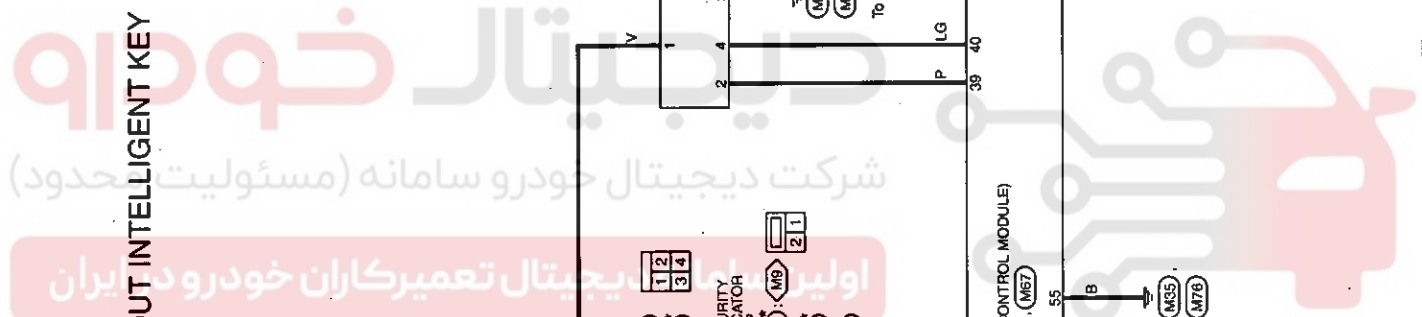 UT INTELLIGENT KEY
دیجیتال خودرو
شرکت دیجیتال خودرو سامانه (مسئولیت محدود)
اولین سامانه دیجیتال تعمیرکاران خودرو در ایران
V
1
4
2
LG
P
40
39
To
1 2
3 4
2 1
M9
CONTROL MODULE)
M67
55
B
M35
M76